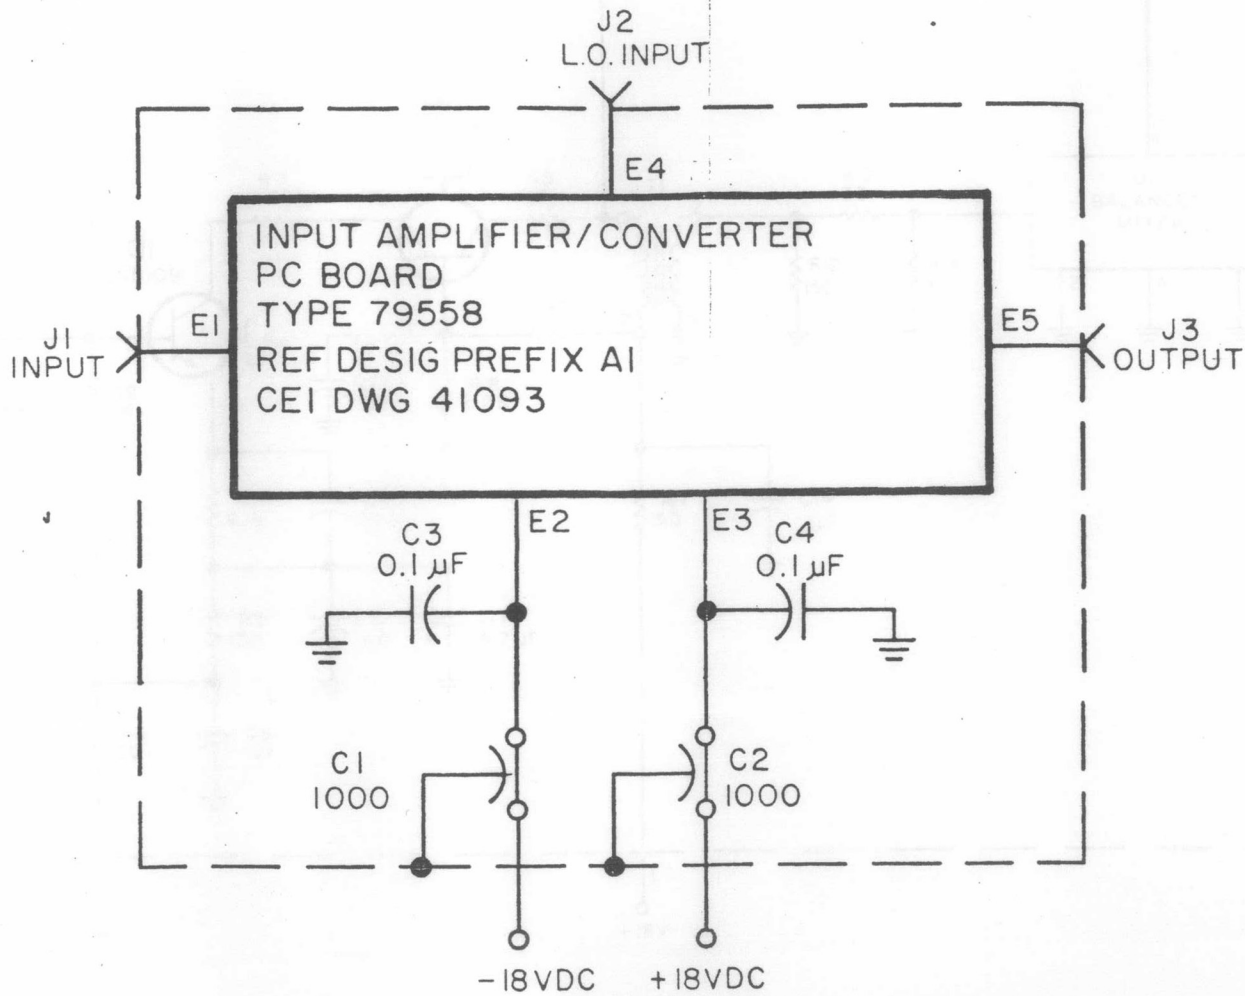 J2
L.O. INPUT
E4
INPUT AMPLIFIER/CONVERTER
PC BOARD
TYPE 79558
REF DESIG PREFIX A1
CEI DWG 41093
E1
J1
INPUT
E5
J3
OUTPUT
E2
E3
C3
0.1 µF
C4
0.1 µF
C1
1000
C2
1000
-18VDC
+18VDC